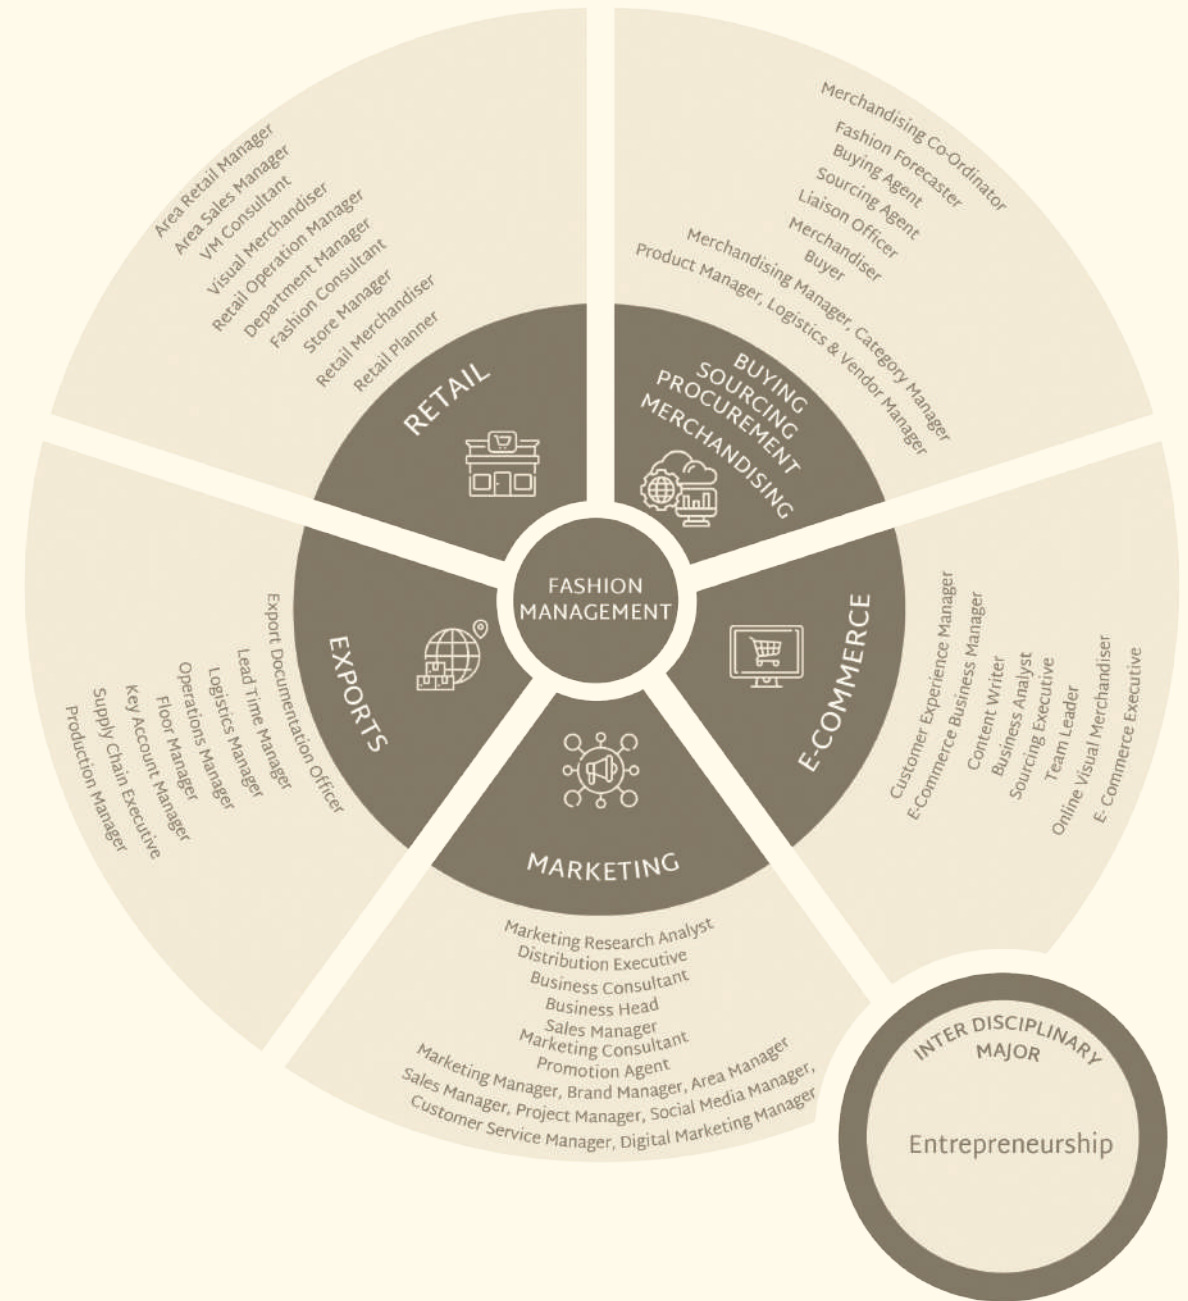 FASHION
MANAGEMENT
RETAIL
Area Retail Manager
Area Sales Manager
VM Consultant
Visual Merchandiser
Retail Operation Manager
Department Manager
Fashion Consultant
Store Manager
Retail Merchandiser
Retail Planner
BUYING
SOURCING
PROCUREMENT
MERCHANDISING
Merchandising Co-Ordinator
Fashion Forecaster
Buying Agent
Sourcing Agent
Liaison Officer
Merchandiser
Buyer
Merchandising Manager, Category Manager
Product Manager, Logistics & Vendor Manager
E-COMMERCE
Customer Experience Manager
E-Commerce Business Manager
Content Writer
Business Analyst
Sourcing Executive
Team Leader
Online Visual Merchandiser
E- Commerce Executive
MARKETING
Marketing Research Analyst
Distribution Executive
Business Consultant
Business Head
Sales Manager
Marketing Consultant
Promotion Agent
Marketing Manager, Brand Manager, Area Manager
Sales Manager, Project Manager, Social Media Manager,
Customer Service Manager, Digital Marketing Manager
EXPORTS
Export Documentation Officer
Lead Time Manager
Logistics Manager
Operations Manager
Floor Manager
Key Account Manager
Supply Chain Executive
Production Manager
INTER DISCIPLINARY
MAJOR
Entrepreneurship